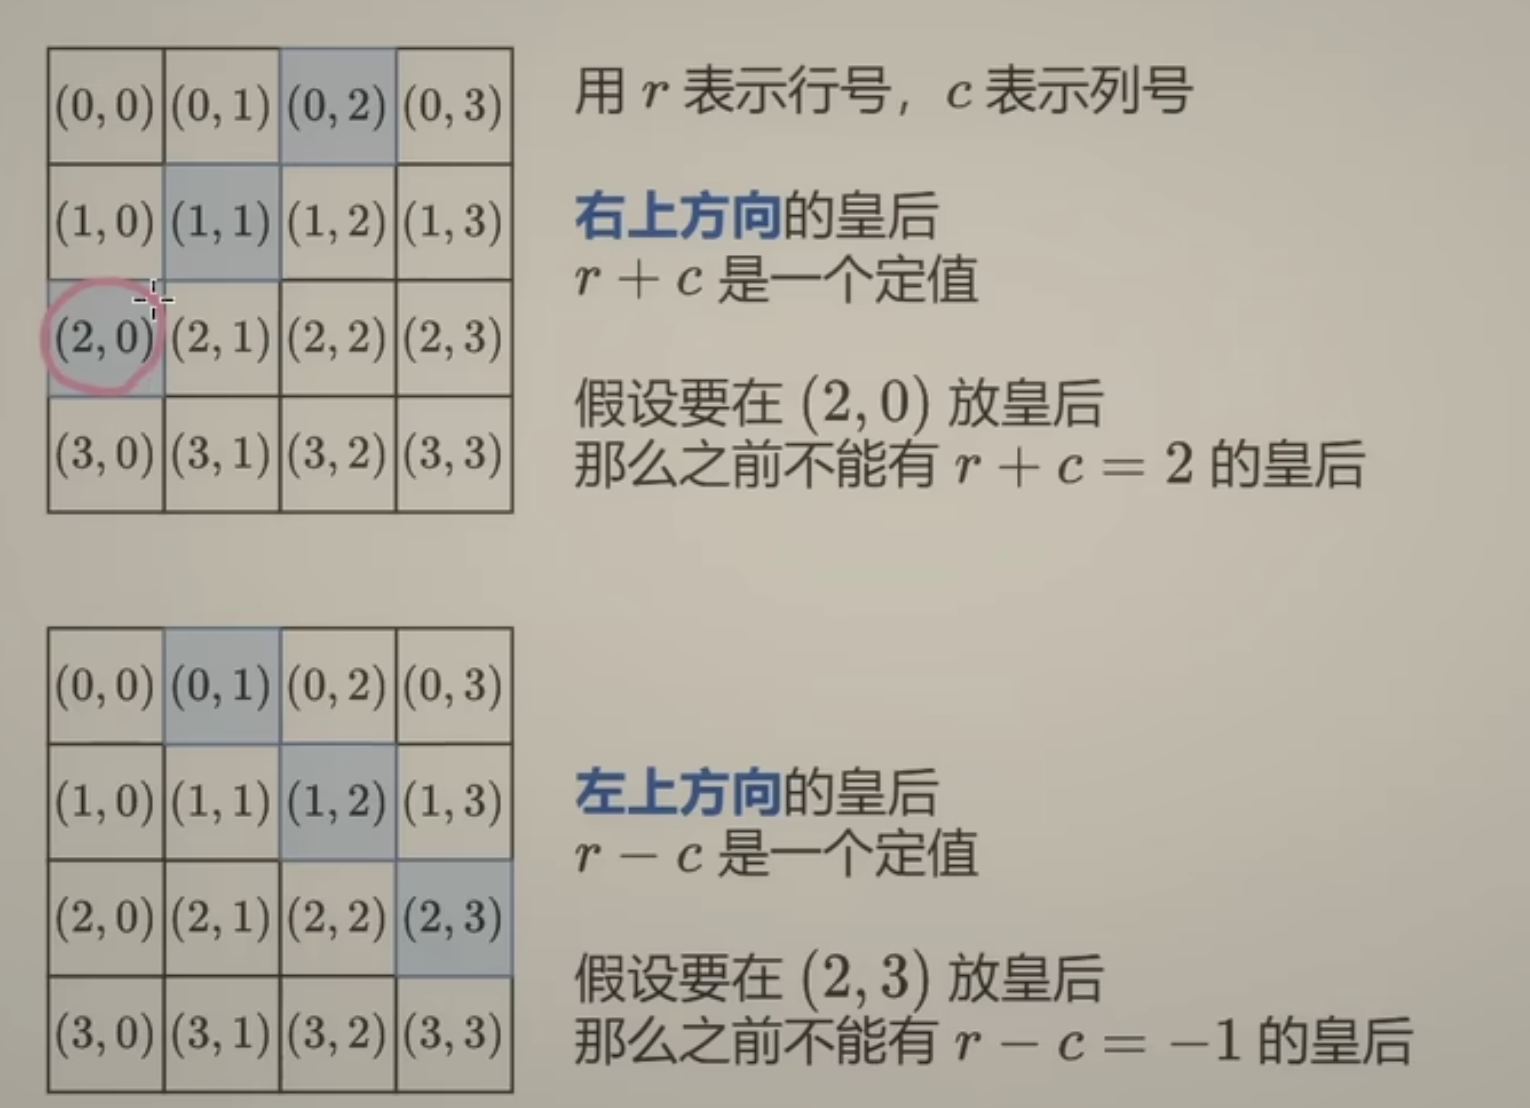 (0, 0) (0, 1) (0, 2) (0, 3)
(1, 0) (1, 1) (1, 2) (1, 3)
(2, 0) (2, 1) (2, 2) (2, 3)
(3, 0) (3, 1) (3, 2) (3, 3)
用 r 表示行号，c 表示列号
右上方向的皇后
r + c 是一个定值
假设要在 (2, 0) 放皇后
那么之前不能有 r + c = 2 的皇后
(0, 0) (0, 1) (0, 2) (0, 3)
(1, 0) (1, 1) (1, 2) (1, 3)
(2, 0) (2, 1) (2, 2) (2, 3)
(3, 0) (3, 1) (3, 2) (3, 3)
左上方向的皇后
r − c 是一个定值
假设要在 (2, 3) 放皇后
那么之前不能有 r − c = −1 的皇后